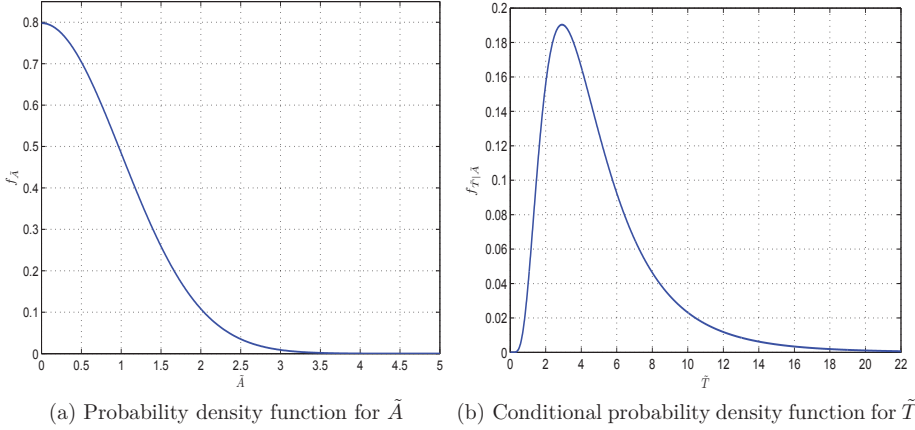 0.8
0.7
0.6
0.5
0.4
0.3
0.2
0.1
0
f_Ã
0 0.5 1 1.5 2 2.5 3 3.5 4 4.5 5
Ã
(a) Probability density function for Ã
0.2
0.18
0.16
0.14
0.12
0.1
0.08
0.06
0.04
0.02
0
f_T̃|Ã
0 2 4 6 8 10 12 14 16 18 20 22
T̃
(b) Conditional probability density function for T̃